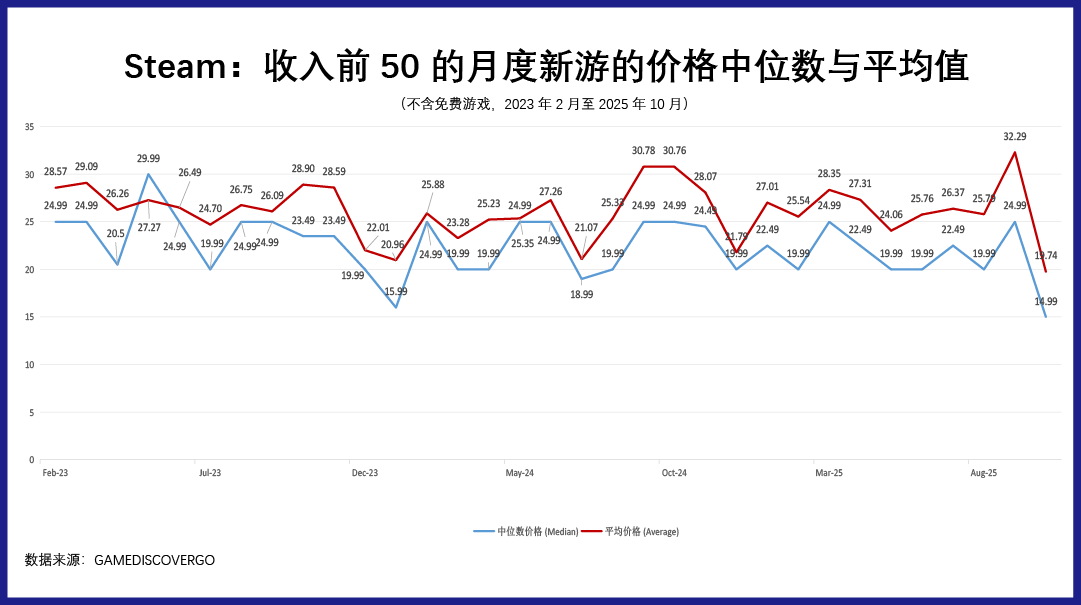 Steam：收入前 50 的月度新游的价格中位数与平均值
（不含免费游戏，2023 年 2 月至 2025 年 10 月）
35
30
25
20
15
10
5
0
28.57 29.09 26.26 27.27 26.49 24.70 26.75 26.09 28.90 28.59 22.01 20.96 25.88 23.28 25.23 25.35 27.26 21.07 25.33 30.78 30.76 28.07 21.79 27.01 25.54 28.35 27.31 24.06 25.76 26.37 25.79 32.29 19.74
24.99 24.99 20.5 29.99 24.99 19.99 24.99 24.99 23.49 23.49 19.99 15.99 24.99 19.99 19.99 24.99 24.99 18.99 19.99 24.99 24.99 24.49 19.99 22.49 19.99 24.99 22.49 19.99 19.99 22.49 19.99 24.99 14.99
Feb-23 Jul-23 Dec-23 May-24 Oct-24 Mar-25 Aug-25
中位数价格 (Median) 平均价格 (Average)
数据来源：GAMEDISCOVERGO